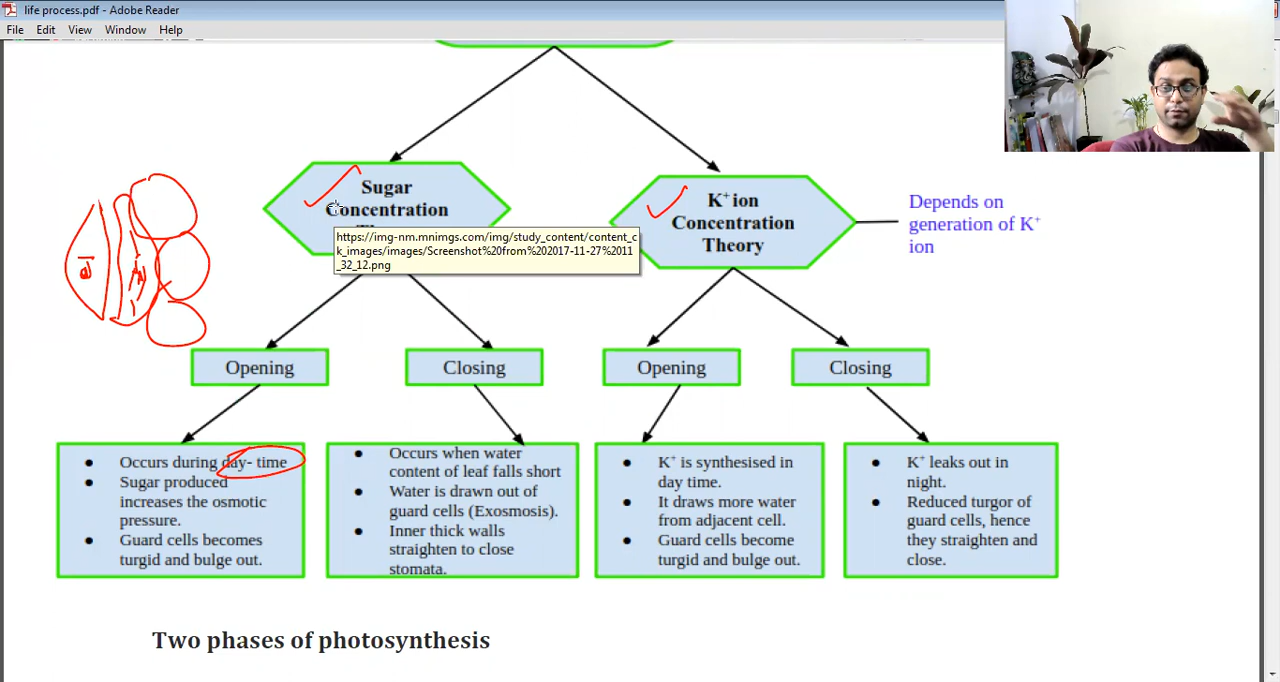 life process.pdf - Adobe Reader
File Edit View Window Help
Sugar
Concentration
K+ ion
Concentration
Theory
Depends on
generation of K+
ion
https://img-nm.mnimgs.com/img/study_content/content_c
k_images/images/Screenshot%20from%202017-11-27%2011
_32_12.png
Opening
Closing
Opening
Closing
● Occurs during day- time
● Sugar produced
increases the osmotic
pressure.
● Guard cells becomes
turgid and bulge out.
● Occurs when water
content of leaf falls short
● Water is drawn out of
guard cells (Exosmosis).
● Inner thick walls
straighten to close
stomata.
● K+ is synthesised in
day time.
● It draws more water
from adjacent cell.
● Guard cells become
turgid and bulge out.
● K+ leaks out in
night.
● Reduced turgor of
guard cells, hence
they straighten and
close.
Two phases of photosynthesis